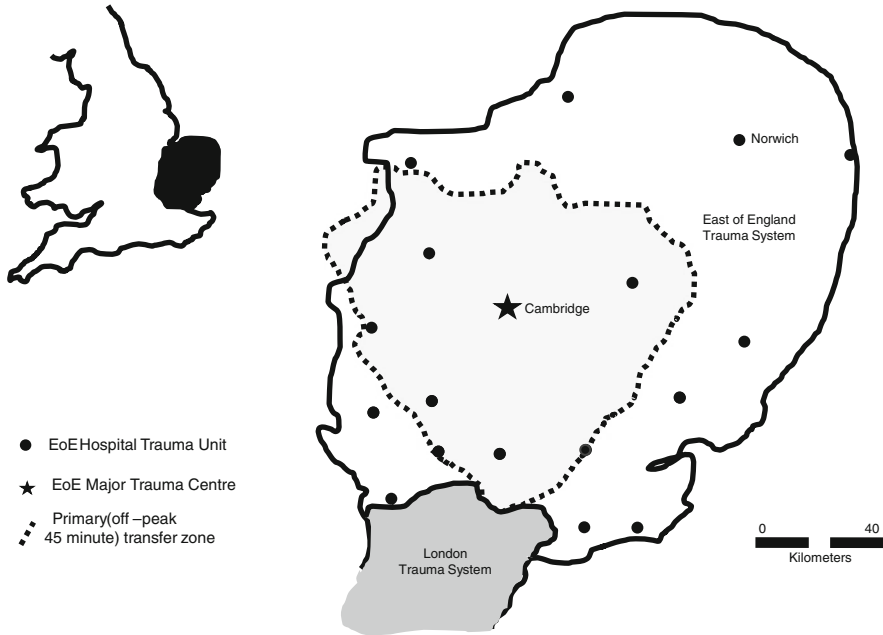 Norwich
East of England
Trauma System
Cambridge
EoE Hospital Trauma Unit
EoE Major Trauma Centre
Primary(off –peak
45 minute) transfer zone
London
Trauma System
0 40
Kilometers